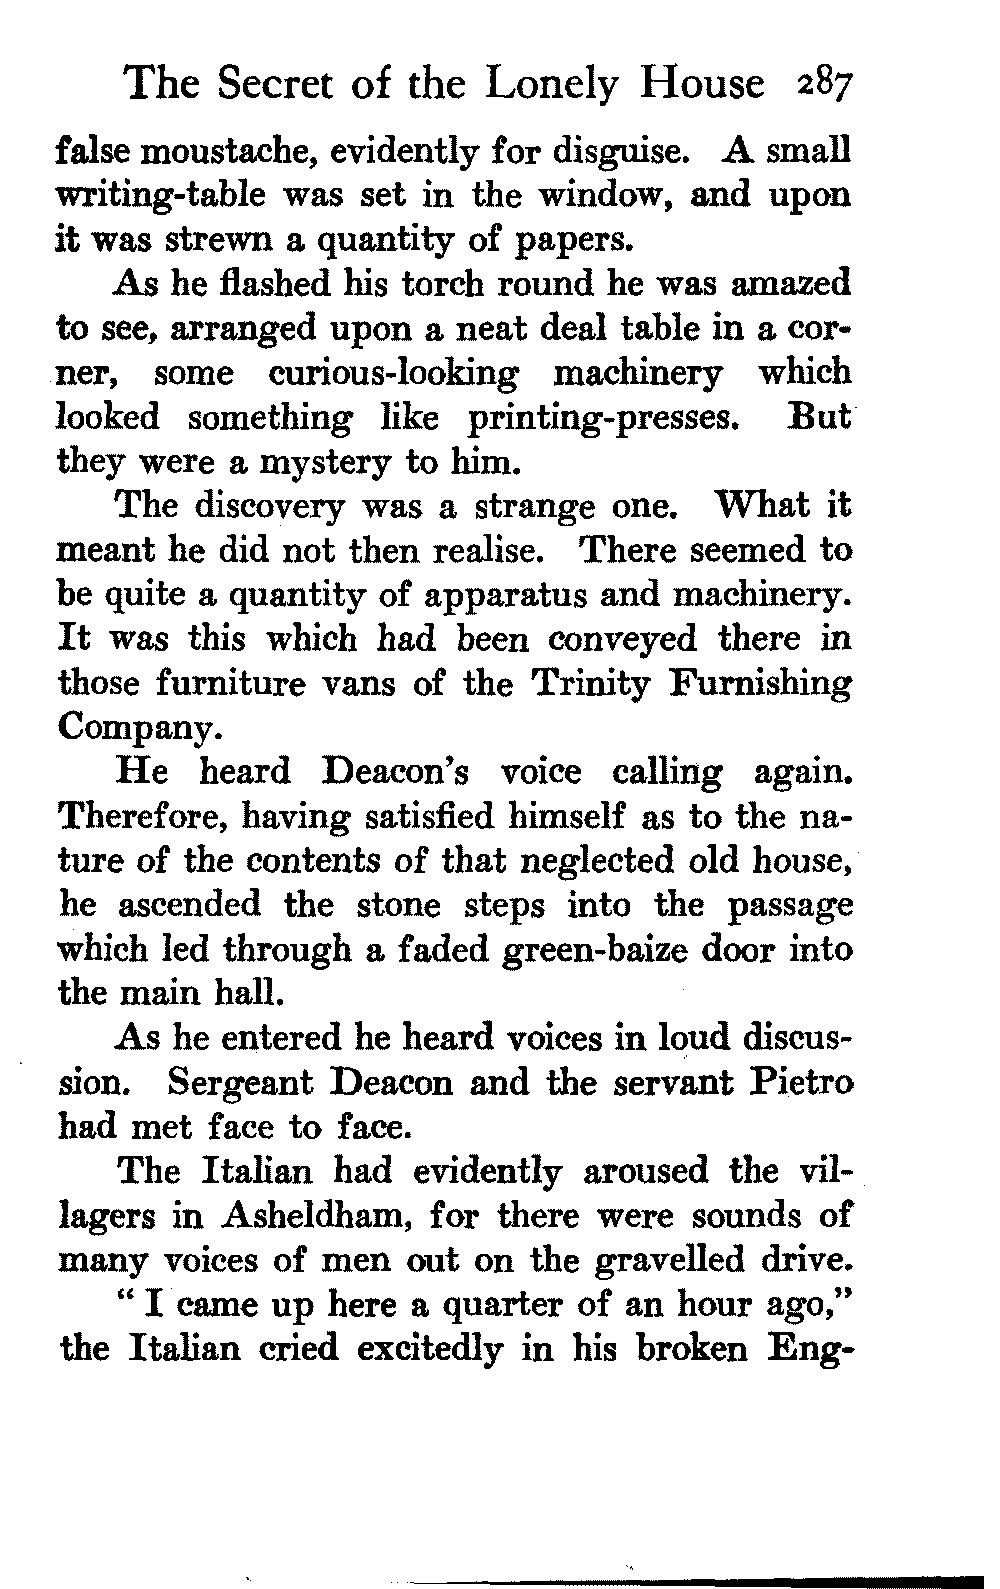 The Secret of the Lonely House 287
false moustache, evidently for disguise. A small
writing-table was set in the window, and upon
it was strewn a quantity of papers.
As he flashed his torch round he was amazed
to see, arranged upon a neat deal table in a cor-
ner, some curious-looking machinery which
looked something like printing-presses. But
they were a mystery to him.
The discovery was a strange one. What it
meant he did not then realise. There seemed to
be quite a quantity of apparatus and machinery.
It was this which had been conveyed there in
those furniture vans of the Trinity Furnishing
Company.
He heard Deacon's voice calling again.
Therefore, having satisfied himself as to the na-
ture of the contents of that neglected old house,
he ascended the stone steps into the passage
which led through a faded green-baize door into
the main hall.
As he entered he heard voices in loud discus-
sion. Sergeant Deacon and the servant Pietro
had met face to face.
The Italian had evidently aroused the vil-
lagers in Asheldham, for there were sounds of
many voices of men out on the gravelled drive.
“ I came up here a quarter of an hour ago,”
the Italian cried excitedly in his broken Eng-